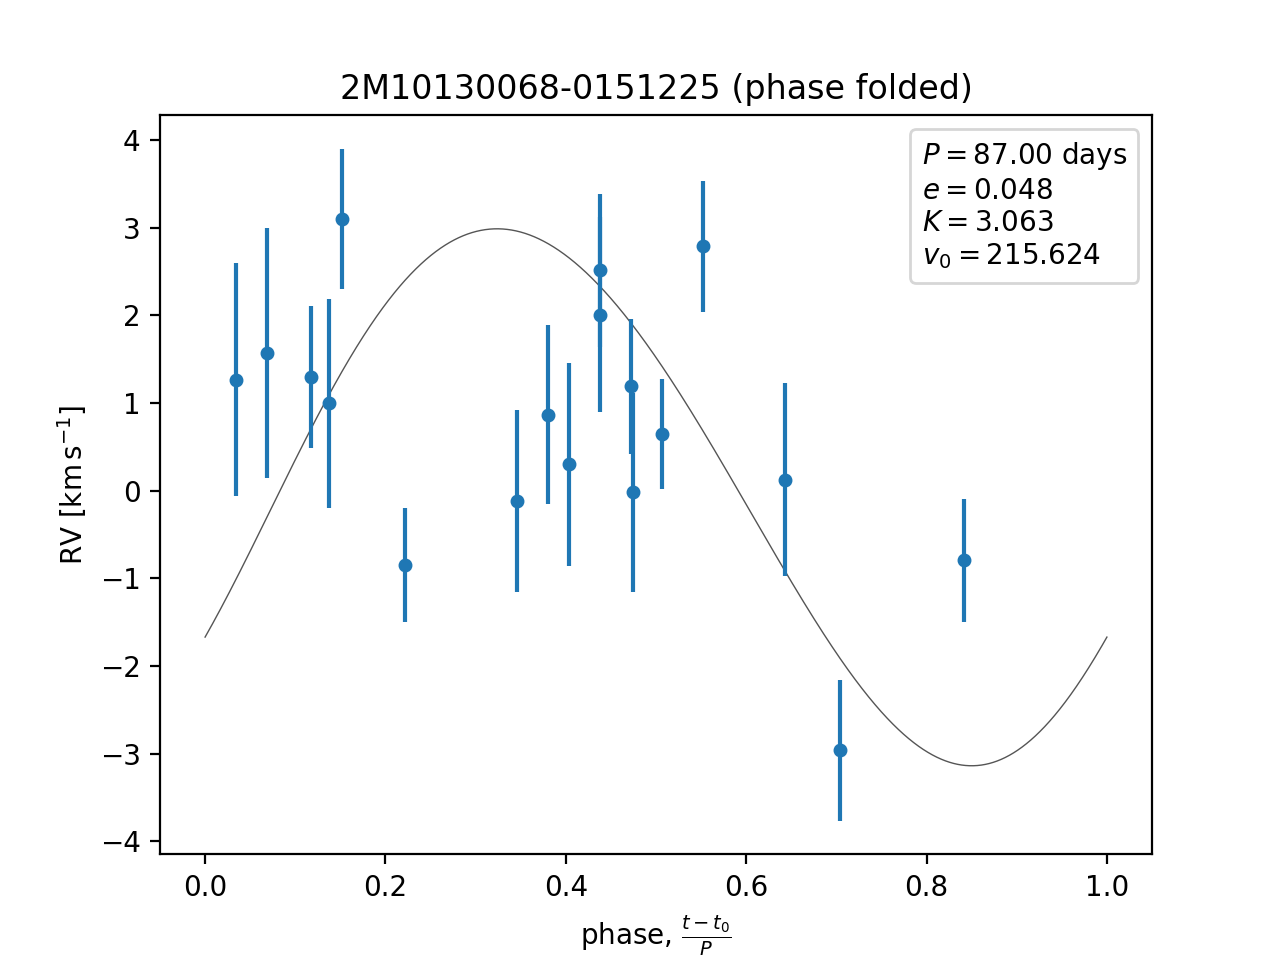 2M10130068-0151225 (phase folded)
P = 87.00 days
e = 0.048
K = 3.063
v₀ = 215.624
4
3
2
1
0
−1
−2
−3
−4
RV [km s⁻¹]
0.0 0.2 0.4 0.6 0.8 1.0
phase, (t − t₀)/P